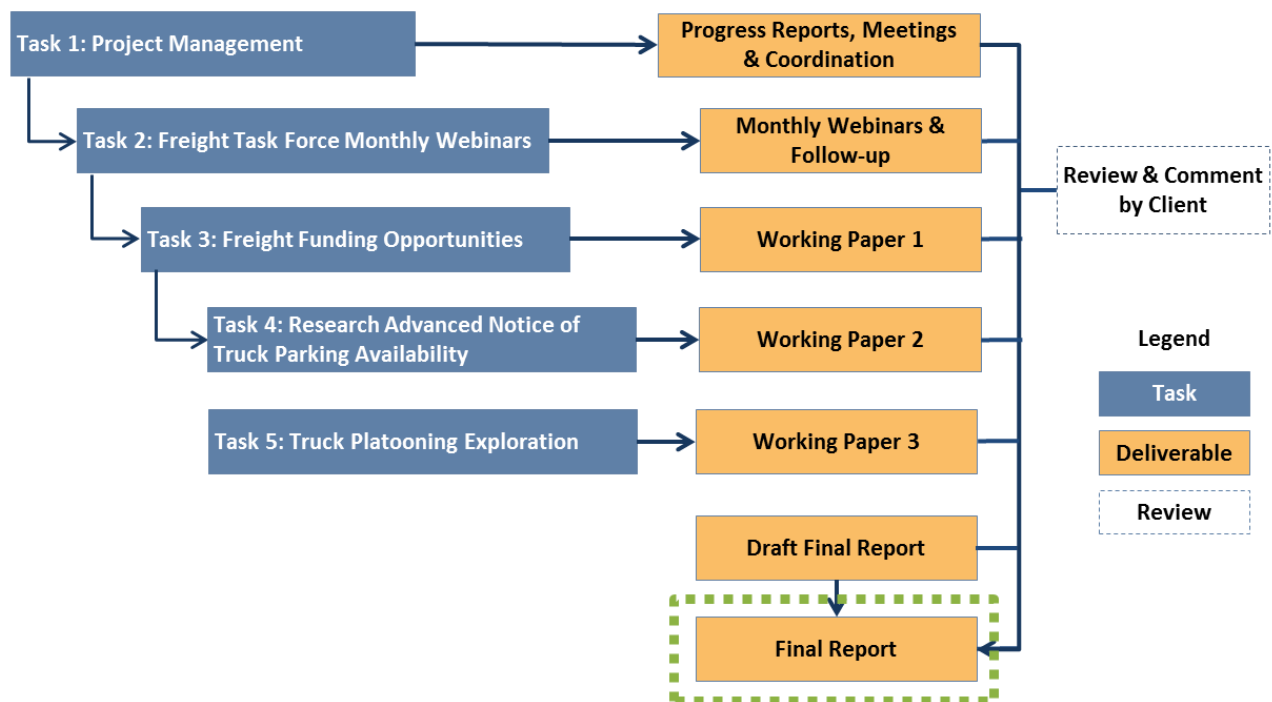 Task 1: Project Management
Progress Reports, Meetings
& Coordination
Task 2: Freight Task Force Monthly Webinars
Monthly Webinars &
Follow-up
Review & Comment
by Client
Task 3: Freight Funding Opportunities
Working Paper 1
Task 4: Research Advanced Notice of
Truck Parking Availability
Working Paper 2
Legend
Task
Task 5: Truck Platooning Exploration
Working Paper 3
Deliverable
Review
Draft Final Report
Final Report